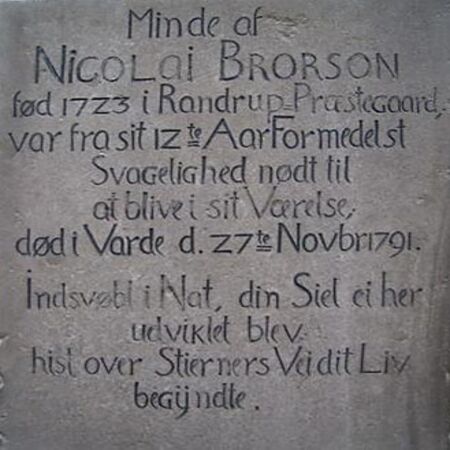 Minde af
Nicolai Brorson
fød 1723 i Randrup=Præstegaard,
var fra sit 12te Aar Formedelst
Svagelighed nødt til
at blive i sit Værelse,
død i Varde d. 27te Novbr 1791.
Indsvøbt i Nat, din Siel ei her
udviklet blev
hist over Stierners Vei dit Liv
begÿndte.